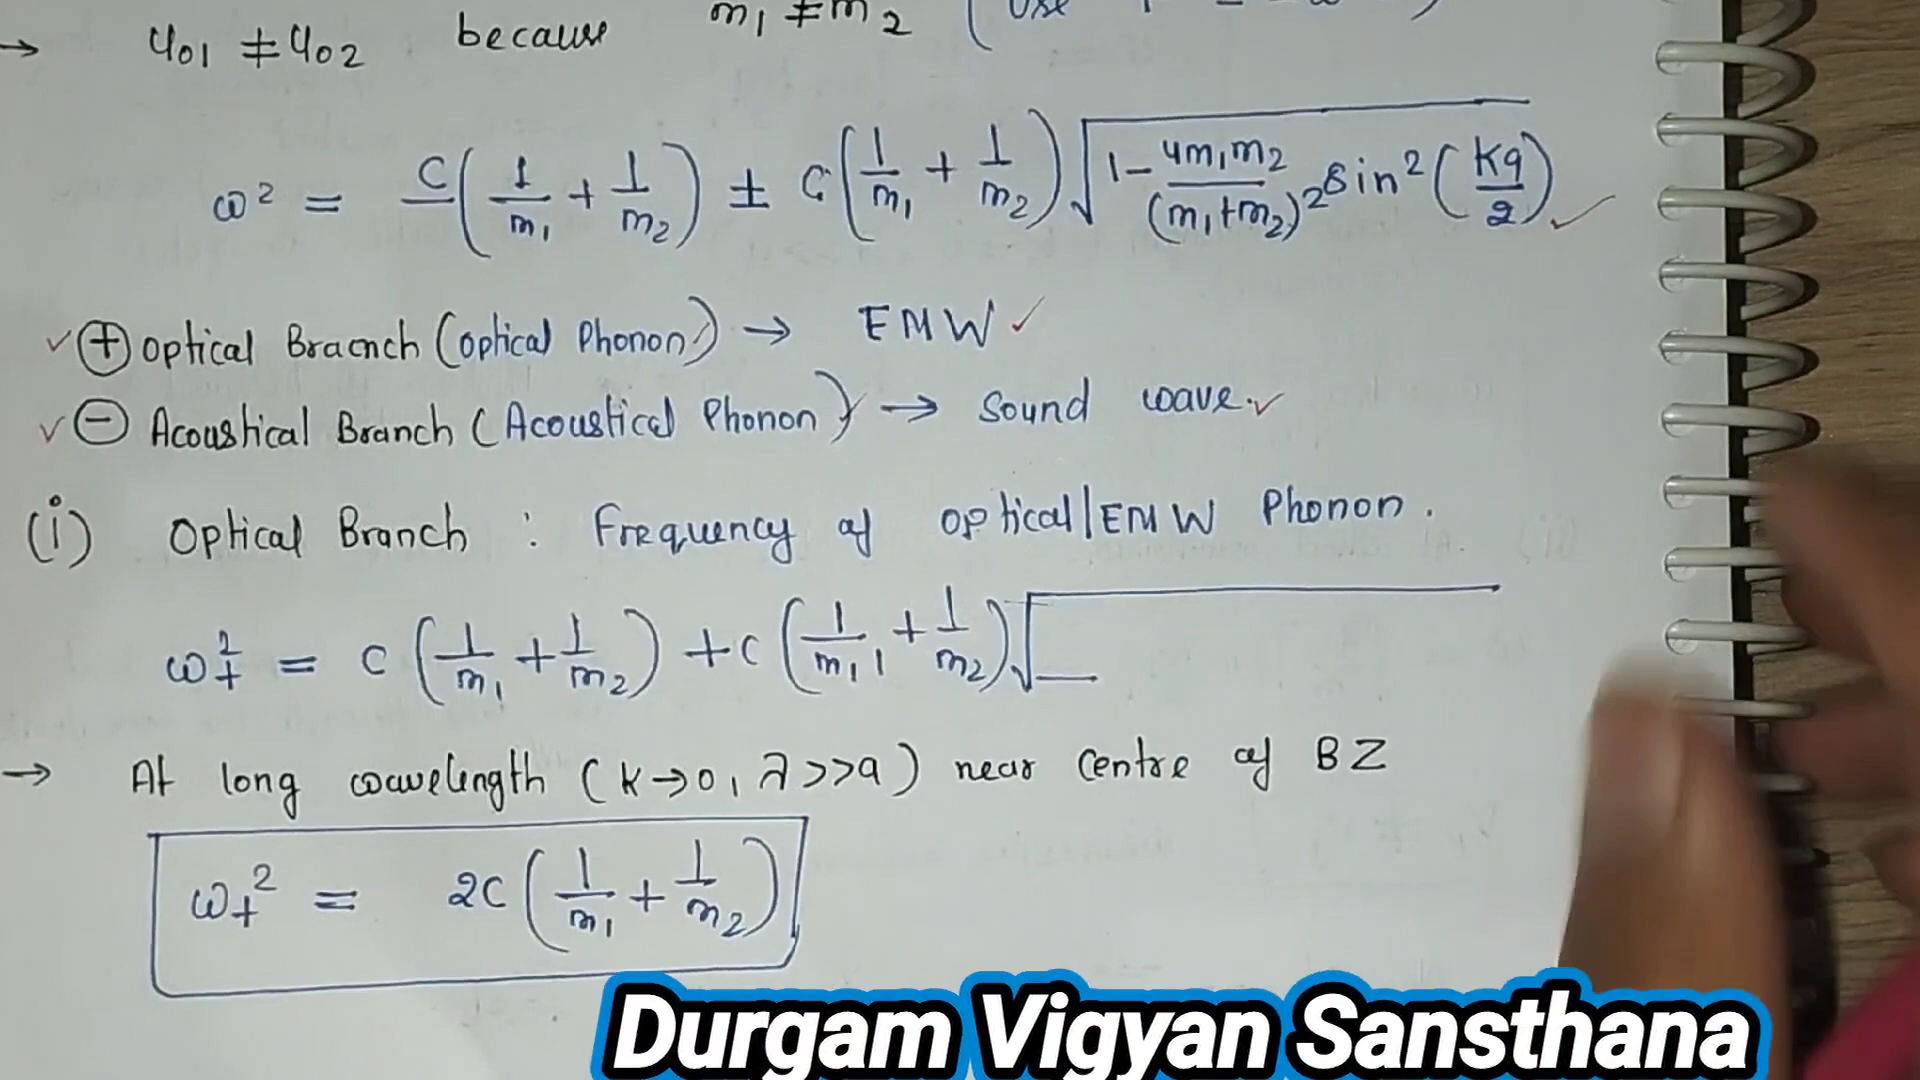 → u₀₁ ≠ u₀₂ because m₁ ≠ m₂ (
ω² = C(1/m₁ + 1/m₂) ± C(1/m₁ + 1/m₂)√(1 - 4m₁m₂/(m₁+m₂)² sin²(Ka/2)) ✓
✓ ⊕ Optical Braench (optical Phonon) → EMW ✓
✓ ⊖ Acoustical Branch (Acoustical Phonon) → Sound wave. ✓
(i) Optical Branch : Frequency of optical|EMW Phonon.
ω₊² = C(1/m₁ + 1/m₂) + C(1/m₁ + 1/m₂)√
→ At long wavelength (K→0, λ>>a) near centre of BZ
ω₊² = 2C(1/m₁ + 1/m₂)
Durgam Vigyan Sansthana